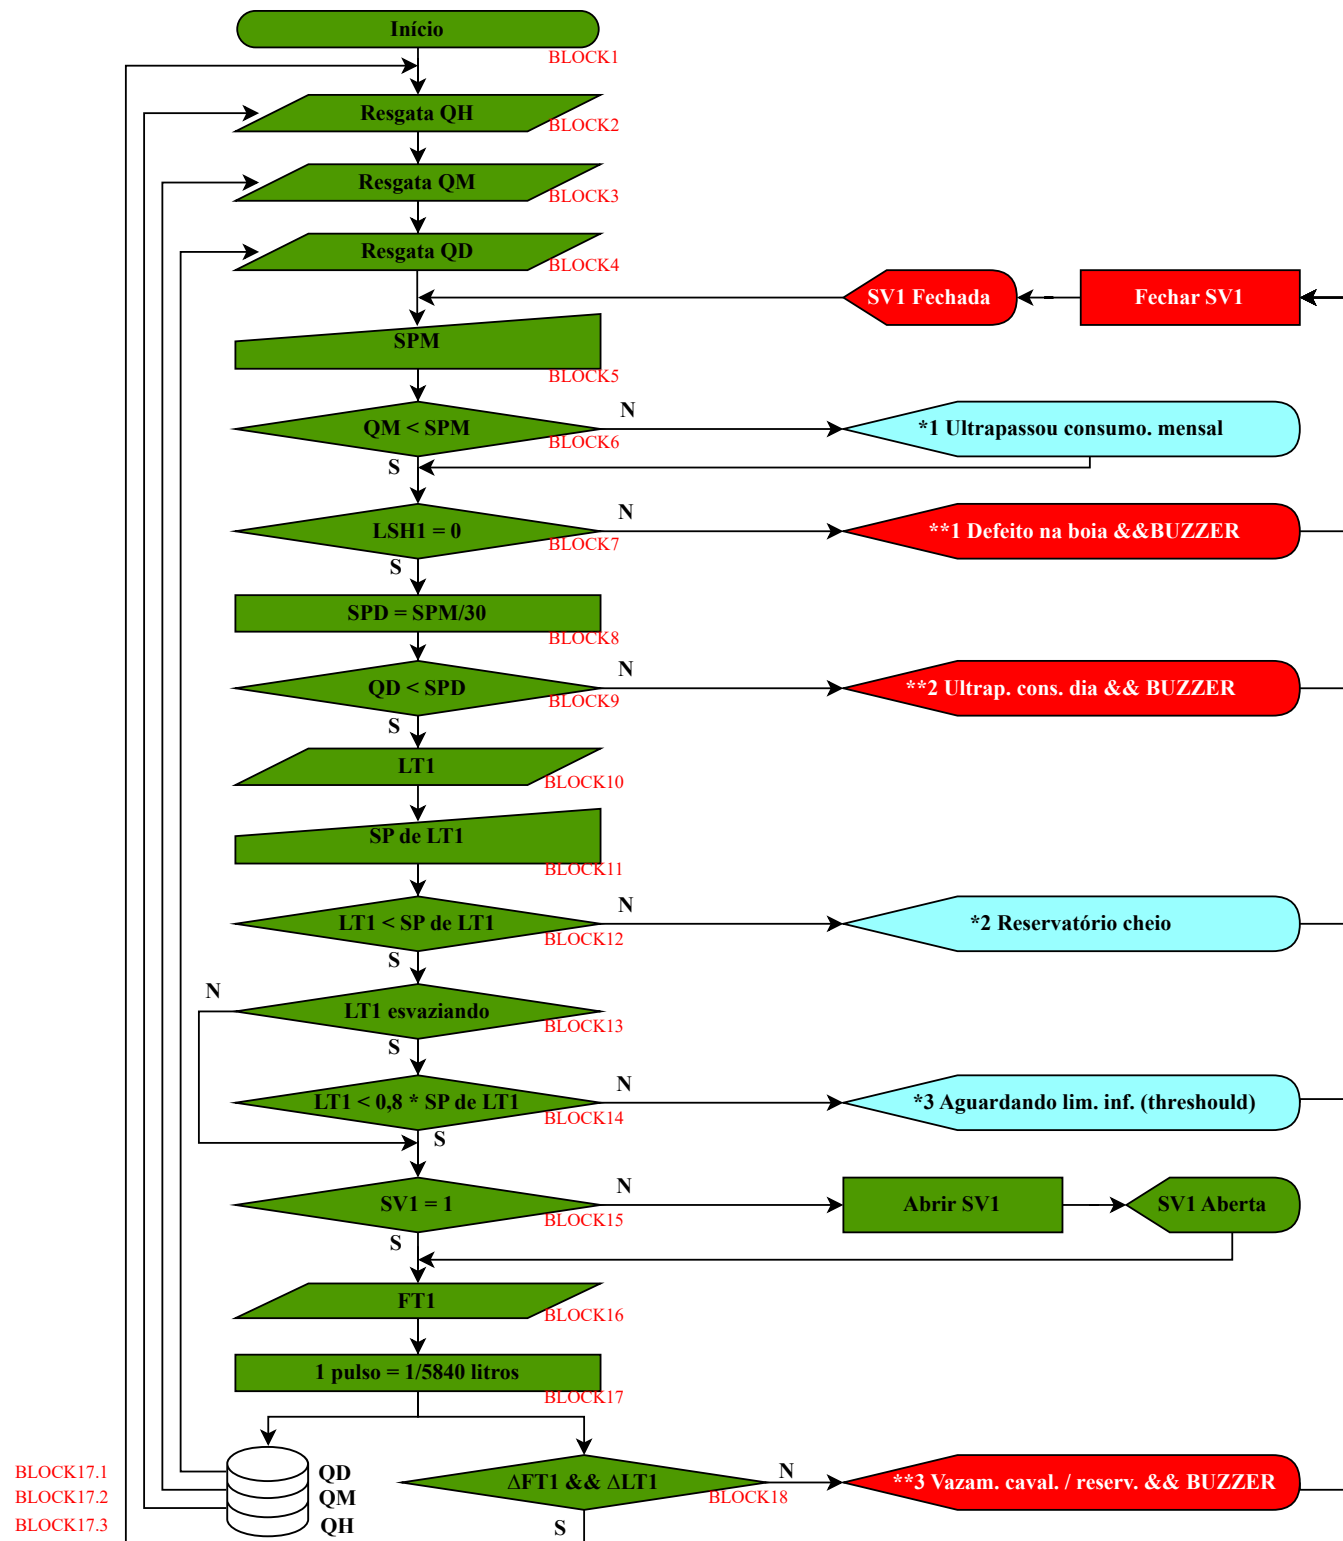 Início
BLOCK1
Resgata QH
BLOCK2
Resgata QM
BLOCK3
Resgata QD
BLOCK4
SV1 Fechada
Fechar SV1
SPM
BLOCK5
QM < SPM
N
*1 Ultrapassou consumo. mensal
BLOCK6
S
LSH1 = 0
N
**1 Defeito na boia &&BUZZER
BLOCK7
S
SPD = SPM/30
BLOCK8
QD < SPD
N
**2 Ultrap. cons. dia && BUZZER
BLOCK9
S
LT1
BLOCK10
SP de LT1
BLOCK11
LT1 < SP de LT1
N
*2 Reservatório cheio
BLOCK12
S
N
LT1 esvaziando
BLOCK13
S
LT1 < 0,8 * SP de LT1
N
*3 Aguardando lim. inf. (threshould)
BLOCK14
S
SV1 = 1
N
Abrir SV1
SV1 Aberta
BLOCK15
S
FT1
BLOCK16
1 pulso = 1/5840 litros
BLOCK17
BLOCK17.1
QD
BLOCK17.2
QM
BLOCK17.3
QH
ΔFT1 && ΔLT1
N
**3 Vazam. caval. / reserv. && BUZZER
BLOCK18
S